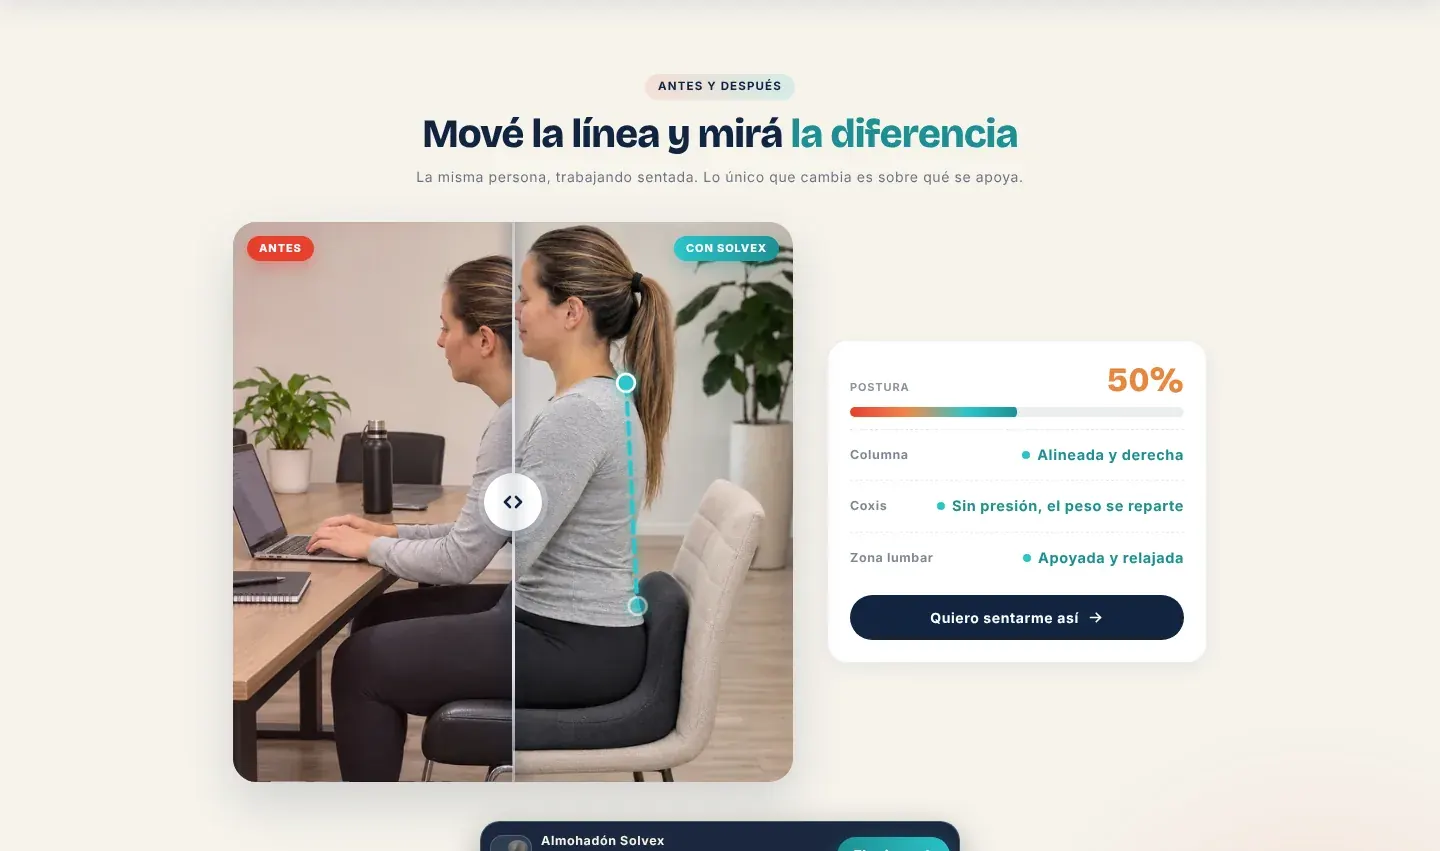 ANTES Y DESPUÉS
Mové la línea y mirá la diferencia
La misma persona, trabajando sentada. Lo único que cambia es sobre qué se apoya.
ANTES
CON SOLVEX
POSTURA
50%
Columna
Alineada y derecha
Coxis
Sin presión, el peso se reparte
Zona lumbar
Apoyada y relajada
Quiero sentarme así →
Almohadón Solvex